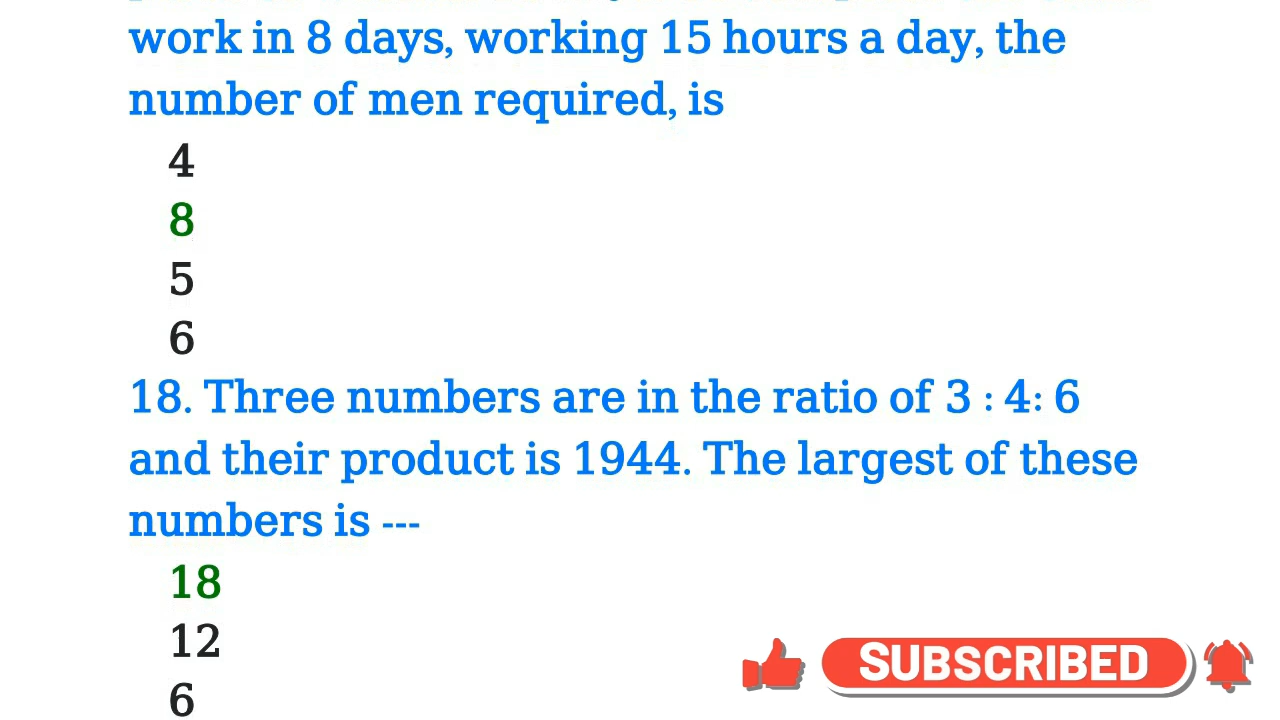 work in 8 days, working 15 hours a day, the
number of men required, is
4
8
5
6
18. Three numbers are in the ratio of 3 : 4: 6
and their product is 1944. The largest of these
numbers is ---
18
12
6
SUBSCRIBED